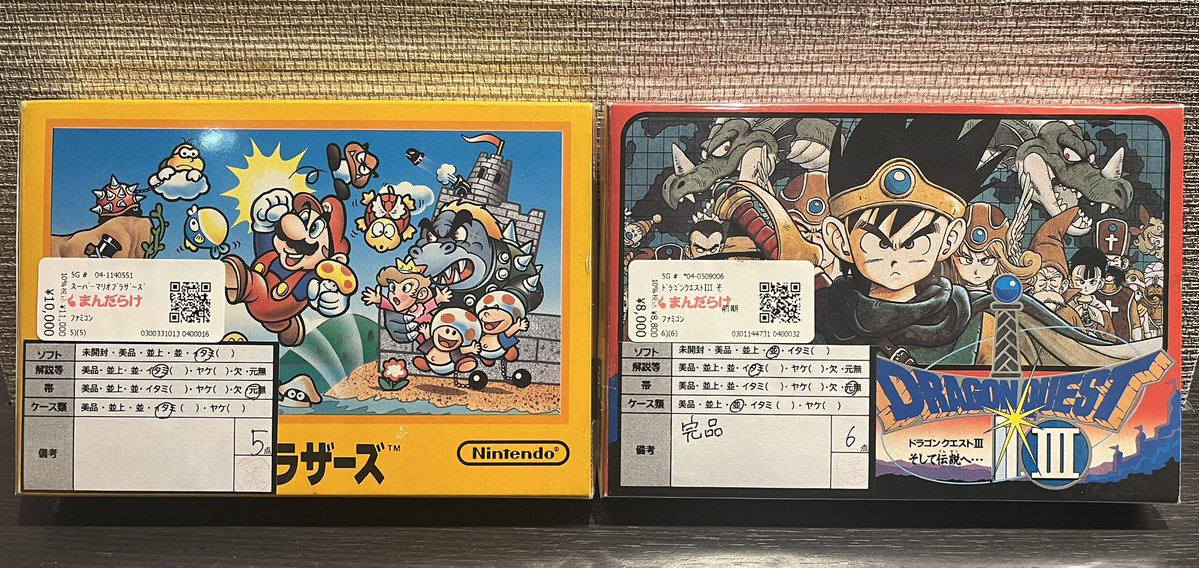 5G # 04-1140551
スーパーマリオブラザーズ
まんだらけ
ファミコン
5)(5)
0300331013 0400016
¥10,000
10%税込¥11,000
ソフト 未開封・美品・並上・並・イタミ( )
解説等 美品・並上・並・イタミ( )・ヤケ( )・欠・元無
帯 美品・並上・並・イタミ( )・ヤケ( )・欠・元無
ケース類 美品・並上・並・イタミ( )・ヤケ( )
備考 5点
ラザーズ™
Nintendo®
5G # *04-0509006
ドラゴンクエストIII そ
まんだらけ 前期
ファミコン
6)(6)
0301144731 0400032
¥8,000
10%税込¥8,800
ソフト 未開封・美品・並上・並・イタミ( )
解説等 美品・並上・並・イタミ( )・ヤケ( )・欠・元無
帯 美品・並上・並・イタミ( )・ヤケ( )・欠・元無
ケース類 美品・並上・並・イタミ( )・ヤケ( )
備考 完品 6点
DRAGON QUEST
III
ドラゴンクエストIII
そして伝説へ…